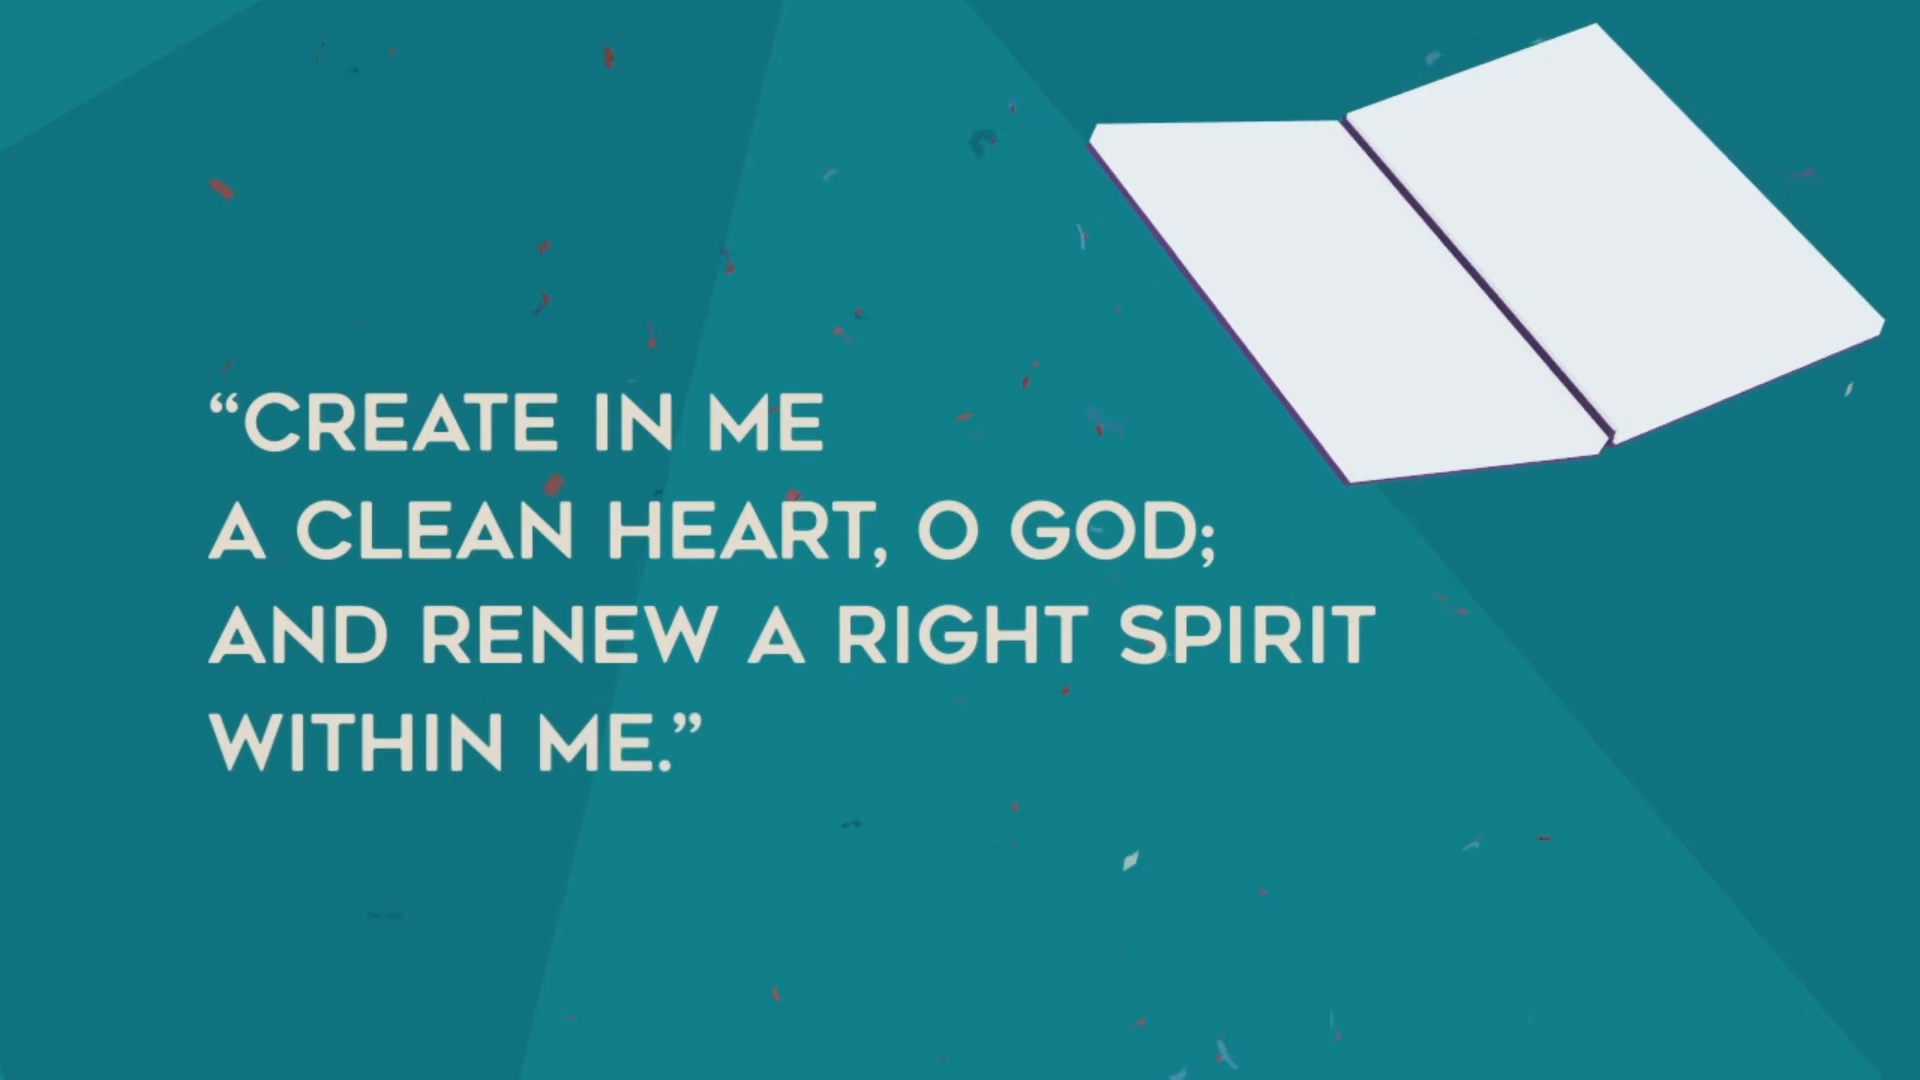 “CREATE IN ME
A CLEAN HEART, O GOD;
AND RENEW A RIGHT SPIRIT
WITHIN ME.”